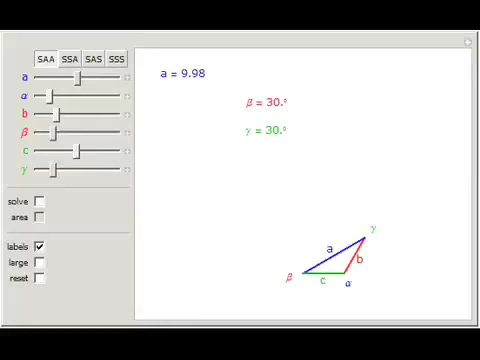 SAA SSA SAS SSS
a
α
b
β
c
γ
solve
area
labels
large
reset
a = 9.98
β = 30.°
γ = 30.°
γ
a
b
β
c
α